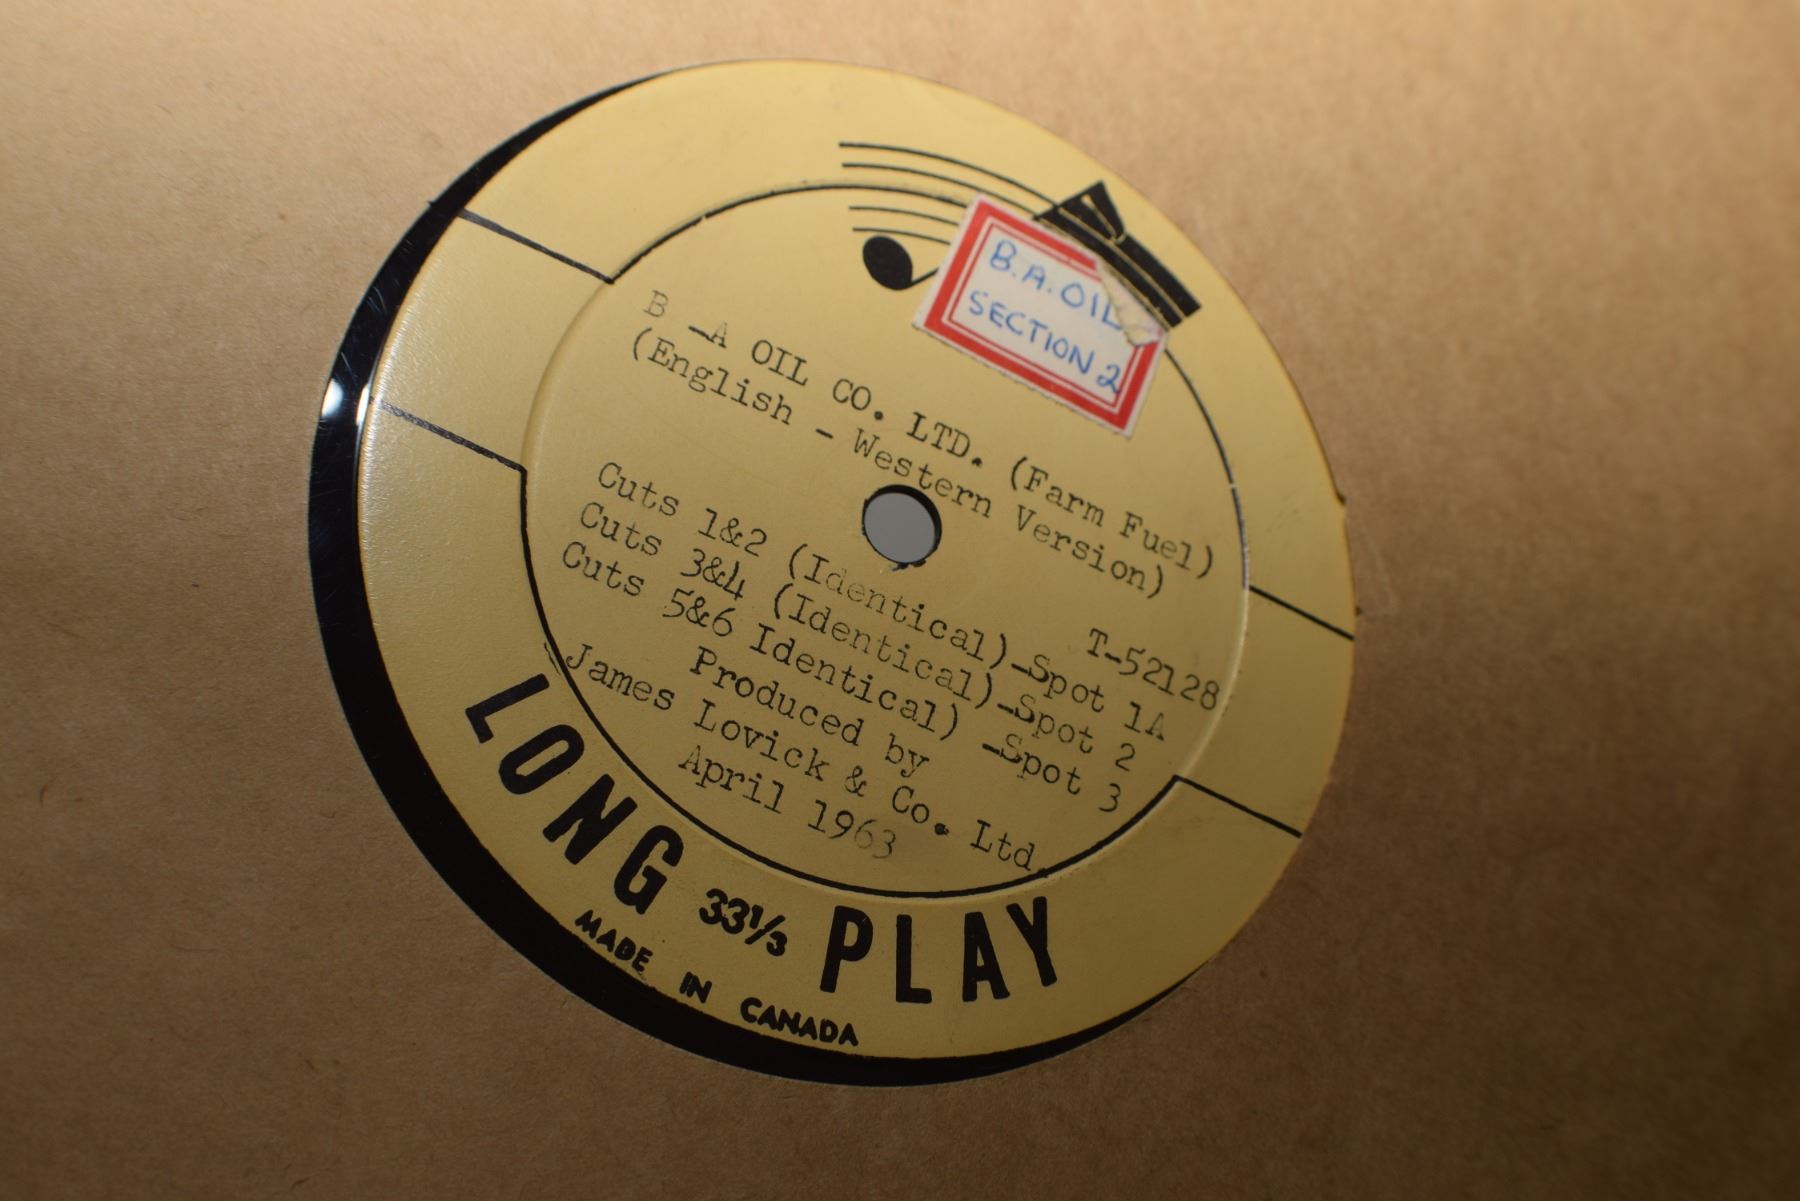 B.A. OIL
SECTION 2
B -A OIL CO. LTD. (Farm Fuel)
(English - Western Version)
T-52128
Cuts 1&2 (Identical)-Spot 1A
Cuts 3&4 (Identical)-Spot 2
Cuts 5&6 Identical) -Spot 3
Produced by
James Lovick & Co. Ltd.
April 1963
LONG 33⅓ PLAY
MADE IN CANADA